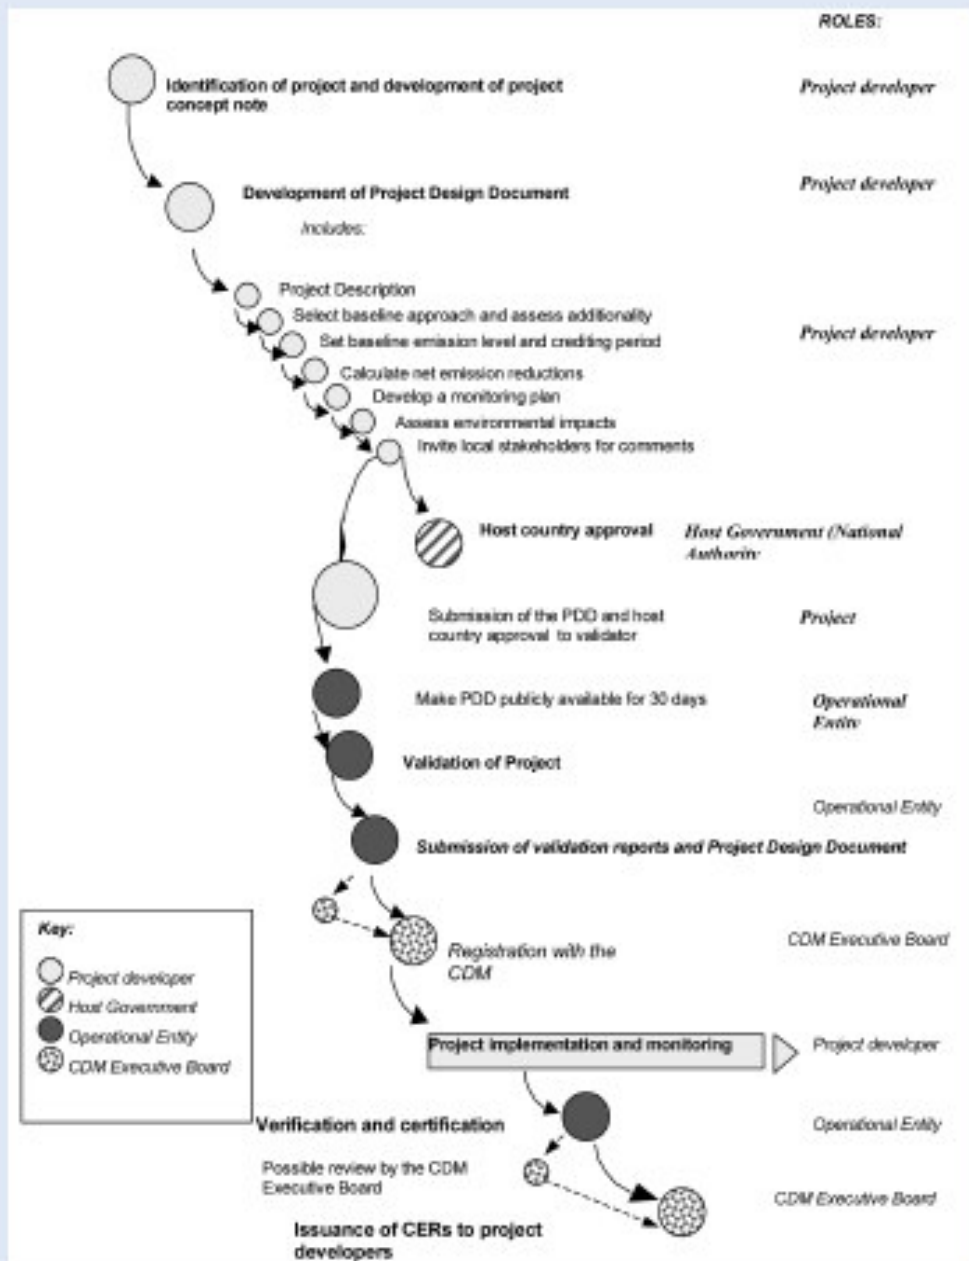 ROLES:
Identification of project and development of project
concept note
Project developer
Development of Project Design Document
Project developer
Includes:
Project Description
Select baseline approach and assess additionality
Set baseline emission level and crediting period
Project developer
Calculate net emission reductions
Develop a monitoring plan
Assess environmental impacts
Invite local stakeholders for comments
Host country approval
Host Government (National
Authority
Submission of the PDD and host
country approval to validator
Project
Make PDD publicly available for 30 days
Operational
Entity
Validation of Project
Operational Entity
Submission of validation reports and Project Design Document
Registration with the
CDM
CDM Executive Board
Key:
Project developer
Host Government
Operational Entity
CDM Executive Board
Project implementation and monitoring
Project developer
Verification and certification
Operational Entity
Possible review by the CDM
Executive Board
CDM Executive Board
Issuance of CERs to project
developers